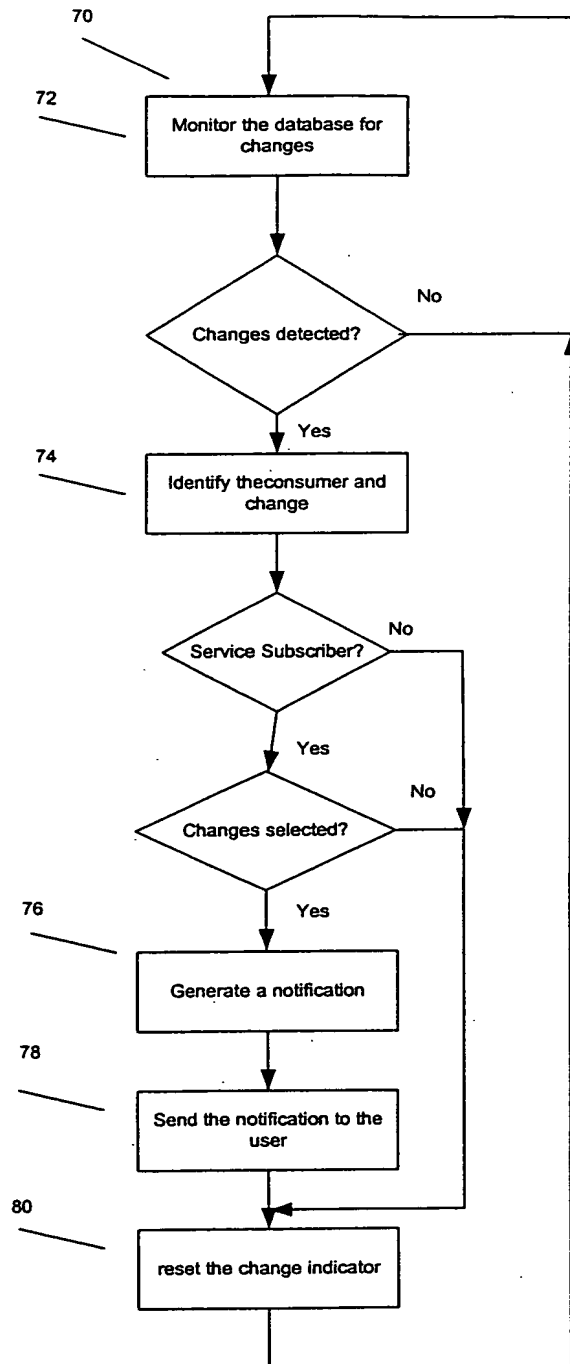 70
72
Monitor the database for
changes
No
Changes detected?
Yes
74
Identify theconsumer and
change
No
Service Subscriber?
Yes
No
Changes selected?
Yes
76
Generate a notification
78
Send the notification to the
user
80
reset the change indicator